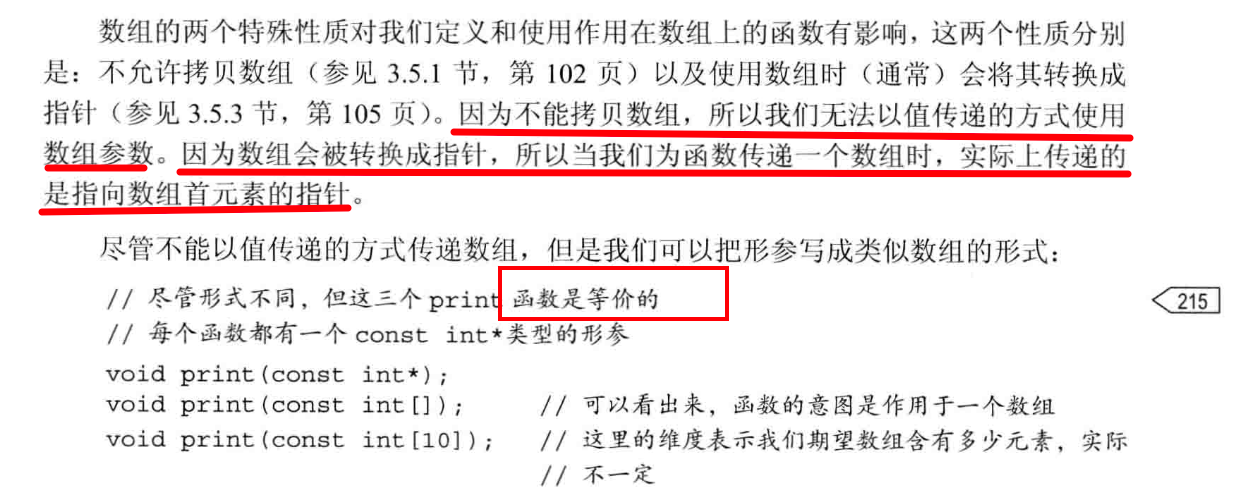 数组的两个特殊性质对我们定义和使用作用在数组上的函数有影响，这两个性质分别
是：不允许拷贝数组（参见 3.5.1 节，第 102 页）以及使用数组时（通常）会将其转换成
指针（参见 3.5.3 节，第 105 页）。因为不能拷贝数组，所以我们无法以值传递的方式使用
数组参数。因为数组会被转换成指针，所以当我们为函数传递一个数组时，实际上传递的
是指向数组首元素的指针。
尽管不能以值传递的方式传递数组，但是我们可以把形参写成类似数组的形式：
// 尽管形式不同，但这三个 print 函数是等价的
215
// 每个函数都有一个 const int*类型的形参
void print(const int*);
void print(const int[]); // 可以看出来，函数的意图是作用于一个数组
void print(const int[10]); // 这里的维度表示我们期望数组含有多少元素，实际
// 不一定